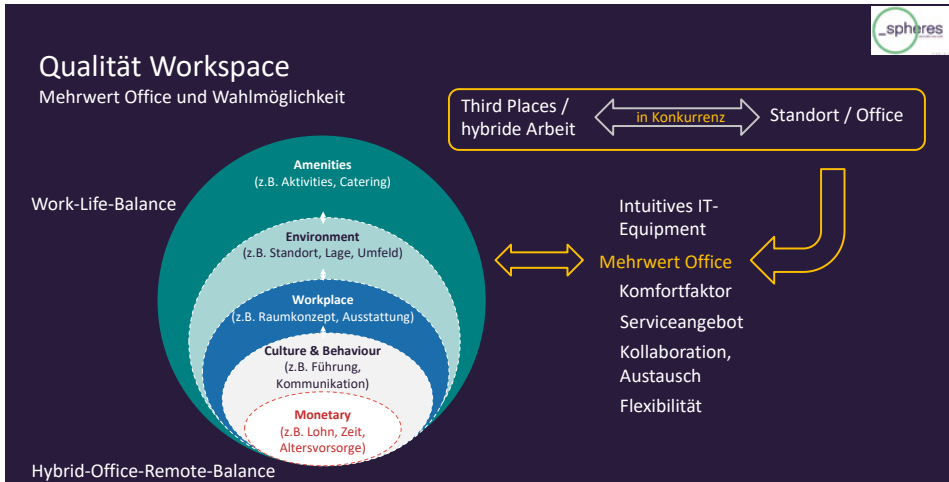 _spheres
Qualität Workspace
Mehrwert Office und Wahlmöglichkeit
Third Places /
hybride Arbeit
in Konkurrenz
Standort / Office
Amenities
(z.B. Aktivities, Catering)
Work-Life-Balance
Environment
(z.B. Standort, Lage, Umfeld)
Workplace
(z.B. Raumkonzept, Ausstattung)
Culture & Behaviour
(z.B. Führung,
Kommunikation)
Monetary
(z.B. Lohn, Zeit,
Altersvorsorge)
Hybrid-Office-Remote-Balance
Intuitives IT-
Equipment
Mehrwert Office
Komfortfaktor
Serviceangebot
Kollaboration,
Austausch
Flexibilität